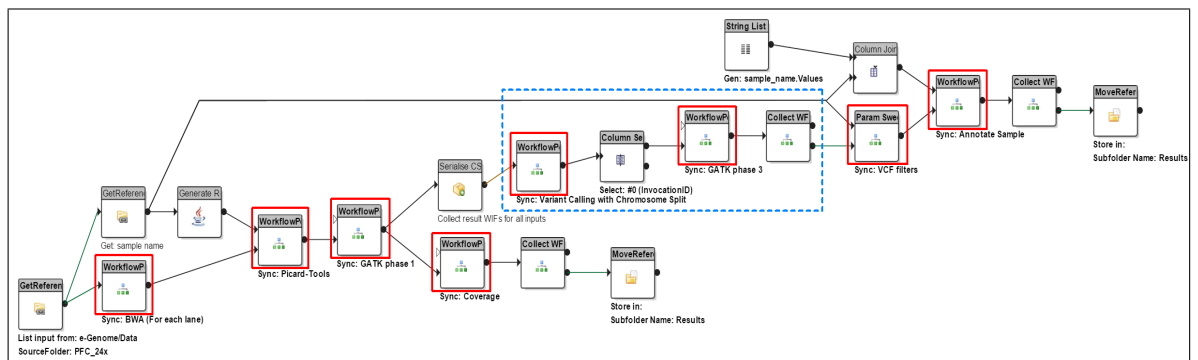 String List
Gen: sample_name.Values
Column Join
WorkflowP
Sync: Annotate Sample
Collect WF
MoveRefer
Store in:
Subfolder Name: Results
WorkflowP
Sync: Variant Calling with Chromosome Split
Column Se
Select: #0 (InvocationID)
WorkflowP
Sync: GATK phase 3
Collect WF
Param Swe
Sync: VCF filters
Serialise CS
Collect result WIFs for all inputs
GetReferenc
Get: sample name
Generate R
WorkflowP
Sync: Picard-Tools
WorkflowP
Sync: GATK phase 1
WorkflowP
Sync: Coverage
Collect WF
MoveRefer
Store in:
Subfolder Name: Results
GetReferen
List input from: e-Genome/Data
SourceFolder: PFC_24x
WorkflowP
Sync: BWA (For each lane)